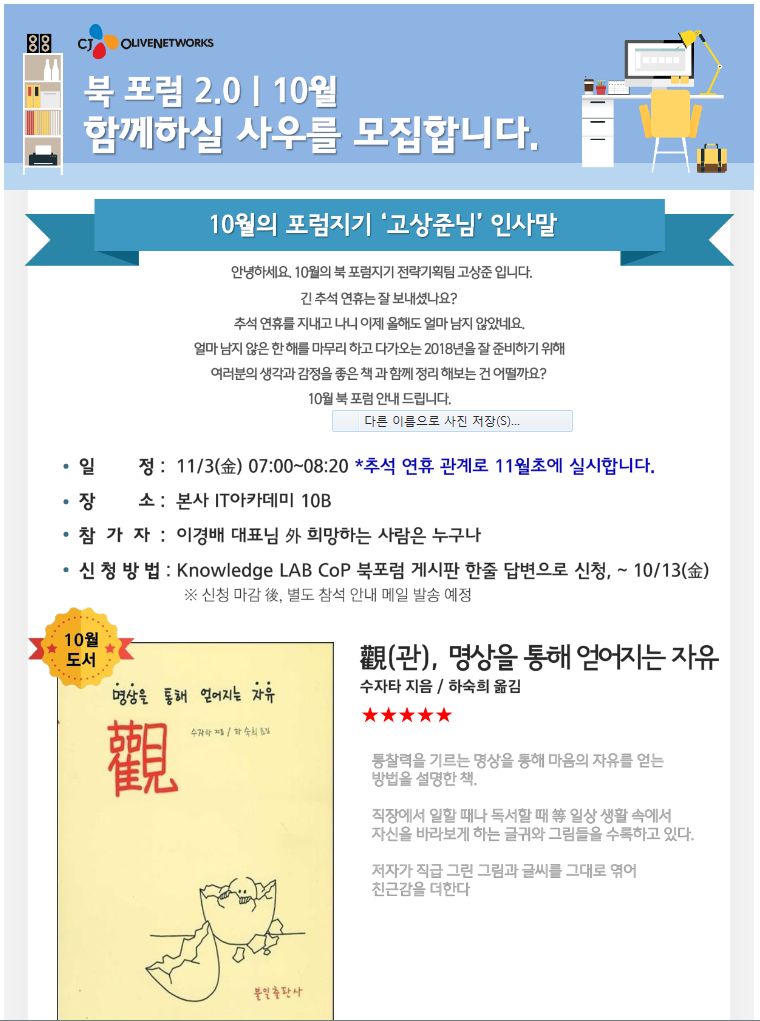 CJ OLIVENETWORKS
북 포럼 2.0 | 10월
함께하실 사우를 모집합니다.
10월의 포럼지기 ‘고상준님’ 인사말
안녕하세요. 10월의 북 포럼지기 전략기획팀 고상준 입니다.
긴 추석 연휴는 잘 보내셨나요?
추석 연휴를 지내고 나니 이제 올해도 얼마 남지 않았네요.
얼마 남지 않은 한 해를 마무리 하고 다가오는 2018년을 잘 준비하기 위해
여러분의 생각과 감정을 좋은 책 과 함께 정리 해보는 건 어떨까요?
10월 북 포럼 안내 드립니다.
다른 이름으로 사진 저장(S)...
• 일 정 : 11/3(金) 07:00~08:20 *추석 연휴 관계로 11월초에 실시합니다.
• 장 소 : 본사 IT아카데미 10B
• 참 가 자 : 이경배 대표님 外 희망하는 사람은 누구나
• 신 청 방 법 : Knowledge LAB CoP 북포럼 게시판 한줄 답변으로 신청, ~ 10/13(金)
※ 신청 마감 後, 별도 참석 안내 메일 발송 예정
10월
도서
명상을 통해 얻어지는 자유
觀
수자타 지음 / 하 숙희 옮김
불일출판사
觀(관), 명상을 통해 얻어지는 자유
수자타 지음 / 하숙희 옮김
★★★★★
통찰력을 기르는 명상을 통해 마음의 자유를 얻는
방법을 설명한 책.
직장에서 일할 때나 독서할 때 等 일상 생활 속에서
자신을 바라보게 하는 글귀와 그림들을 수록하고 있다.
저자가 직급 그린 그림과 글씨를 그대로 엮어
친근감을 더한다